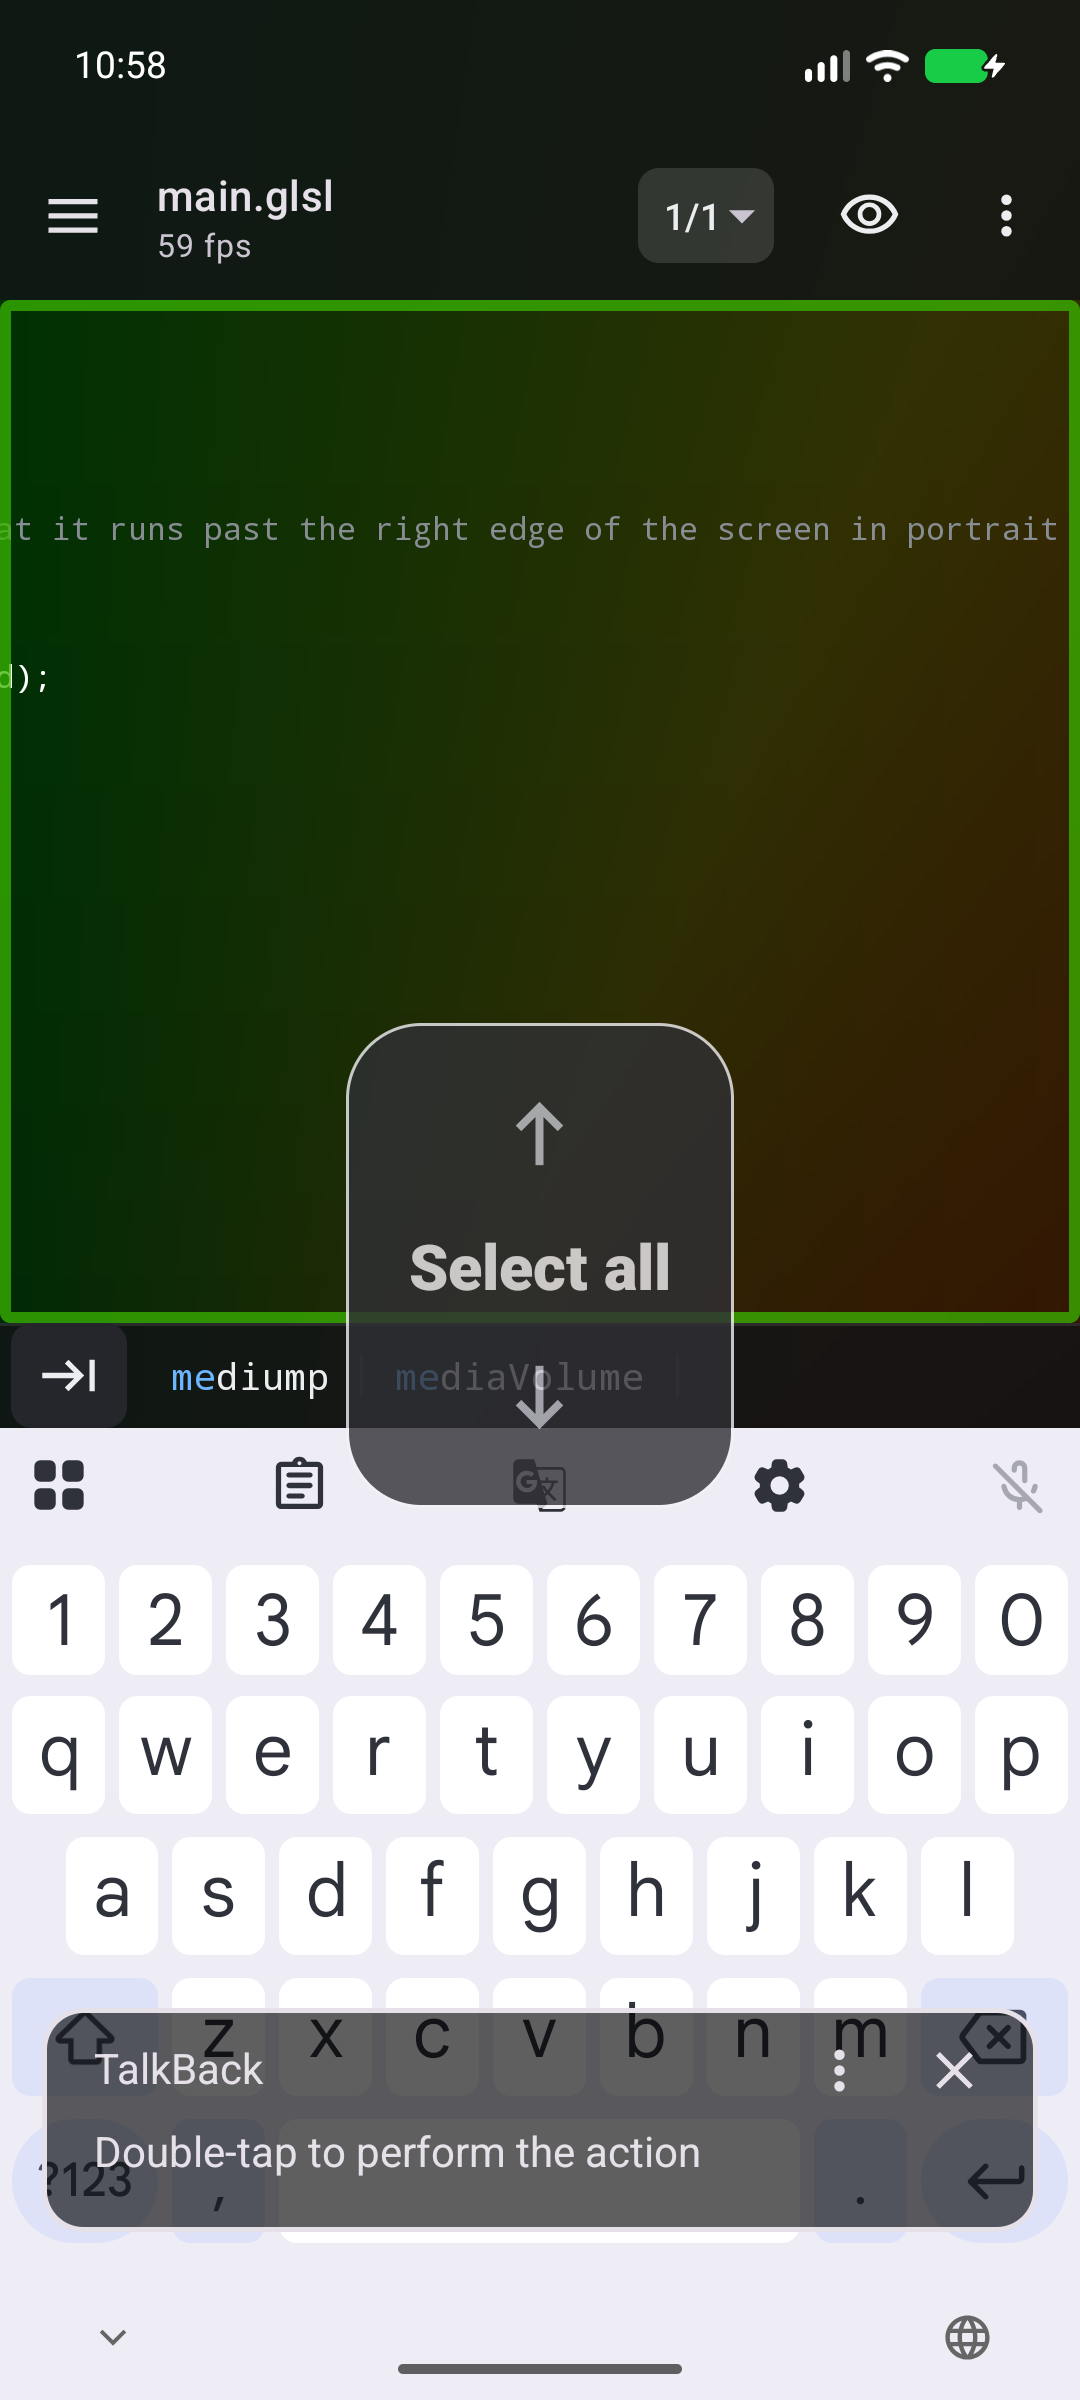 10:58
main.glsl
59 fps
1/1
at it runs past the right edge of the screen in portrait
d);
Select all
mediump
mediaVolume
1 2 3 4 5 6 7 8 9 0
q w e r t y u i o p
a s d f g h j k l
z x c v b n m
TalkBack
Double-tap to perform the action
?123 , .